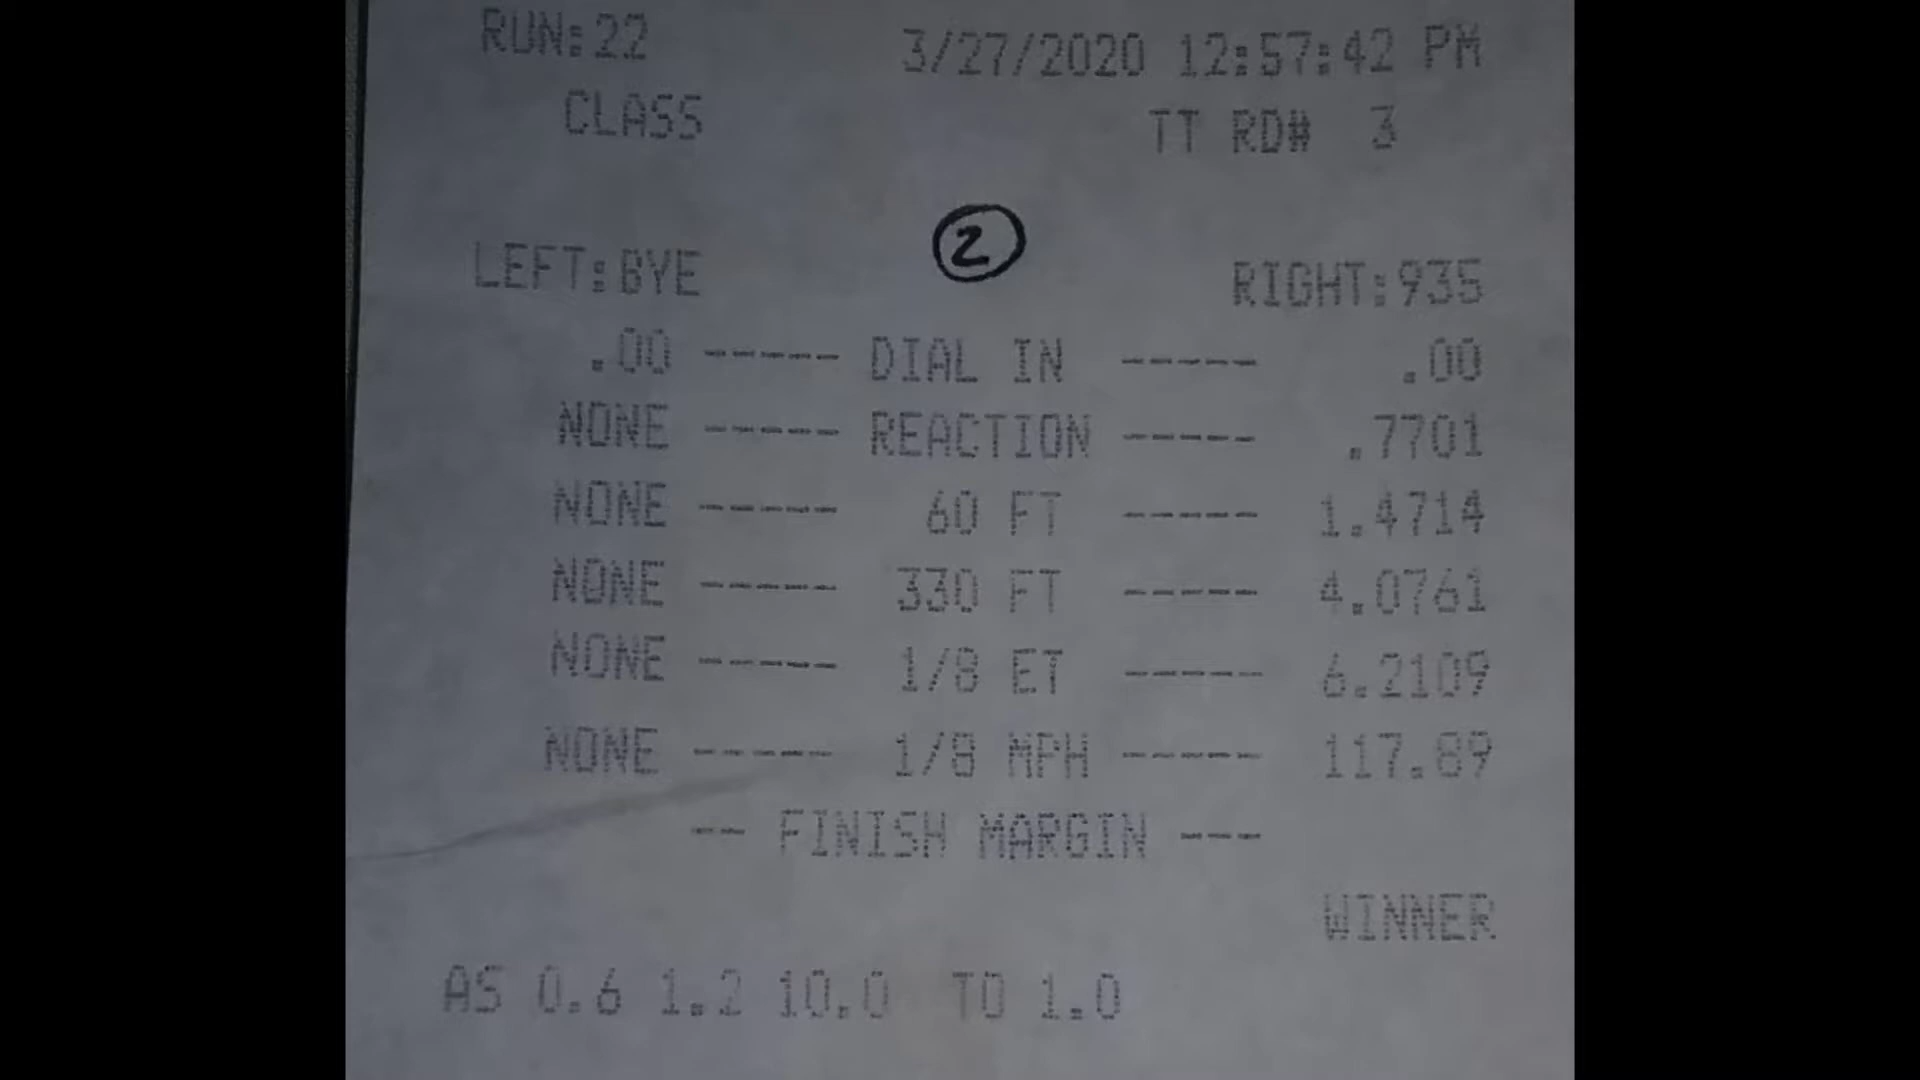 RUN:22 3/27/2020 12:57:42 PM
CLASS TT RD# 3
2
LEFT:BYE RIGHT:935
.00 ----- DIAL IN ----- .00
NONE ----- REACTION ----- .7701
NONE ----- 60 FT ----- 1.4714
NONE ----- 330 FT ----- 4.0761
NONE ----- 1/8 ET ----- 6.2109
NONE ----- 1/8 MPH ----- 117.89
-- FINISH MARGIN ---
WINNER
AS 0.6 1.2 10.0 TO 1.0